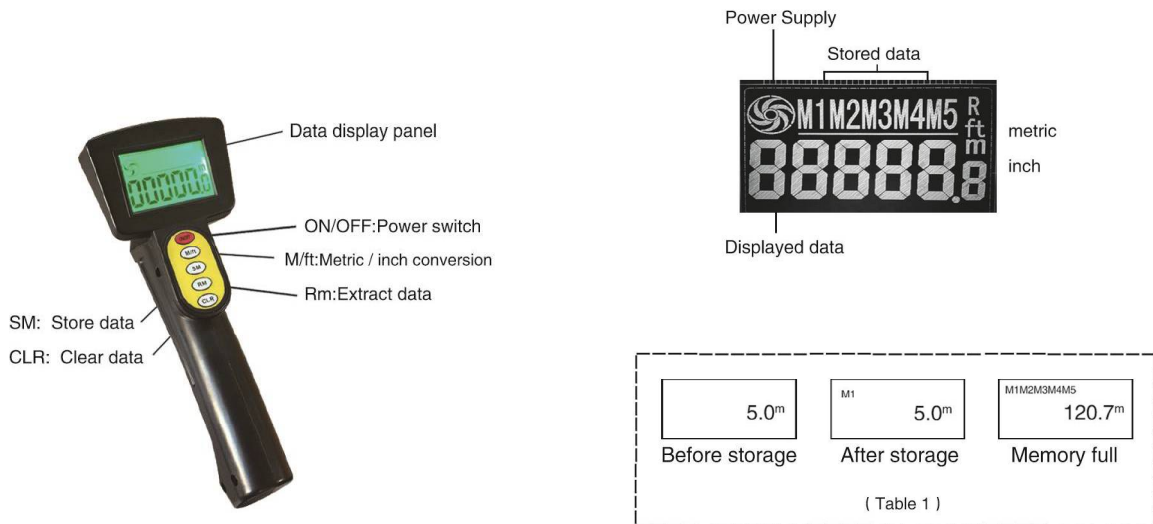 Data display panel
ON/OFF:Power switch
M/ft:Metric / inch conversion
Rm:Extract data
SM: Store data
CLR: Clear data
00000.0
M/ft
SM
RM
CLR
Power Supply
Stored data
M1M2M3M4M5
R
ft
m
88888.8
metric
inch
Displayed data
5.0m
Before storage
M1
5.0m
After storage
M1M2M3M4M5
120.7m
Memory full
( Table 1 )